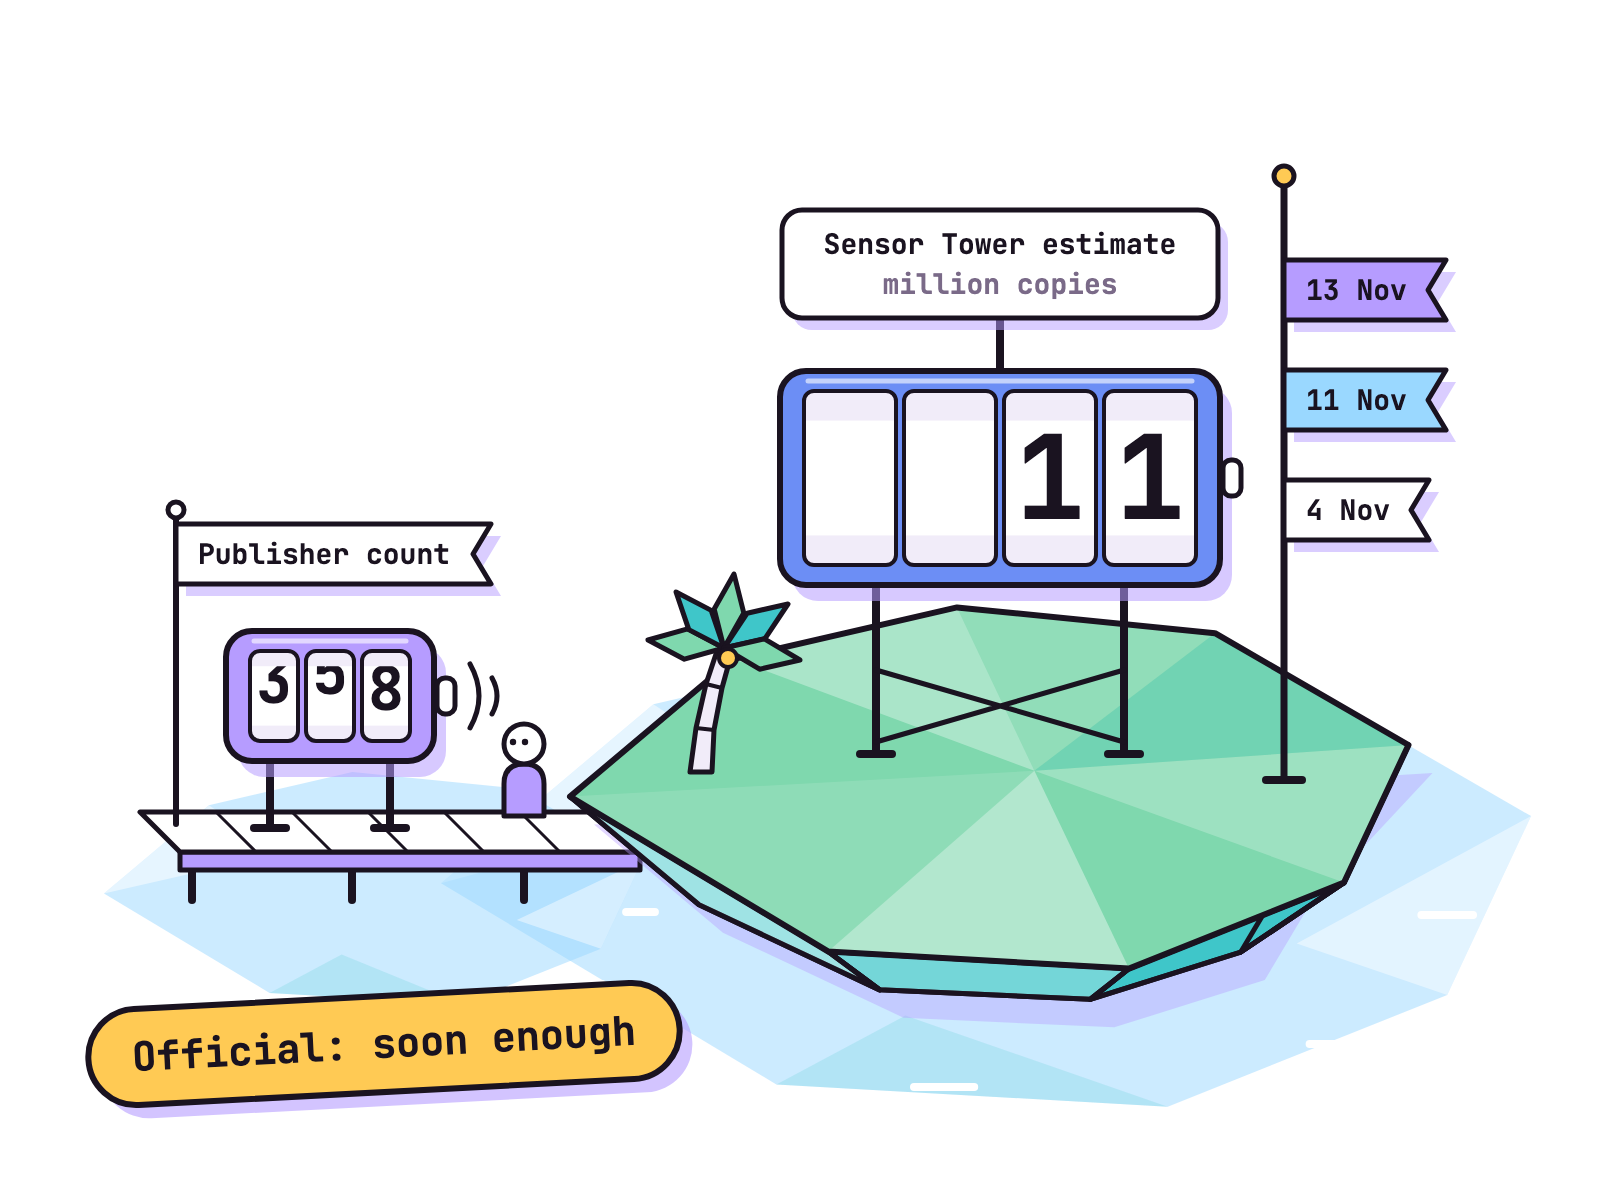 Sensor Tower estimate
million copies
13 Nov
11 Nov
11
4 Nov
Publisher count
8
Official: soon enough